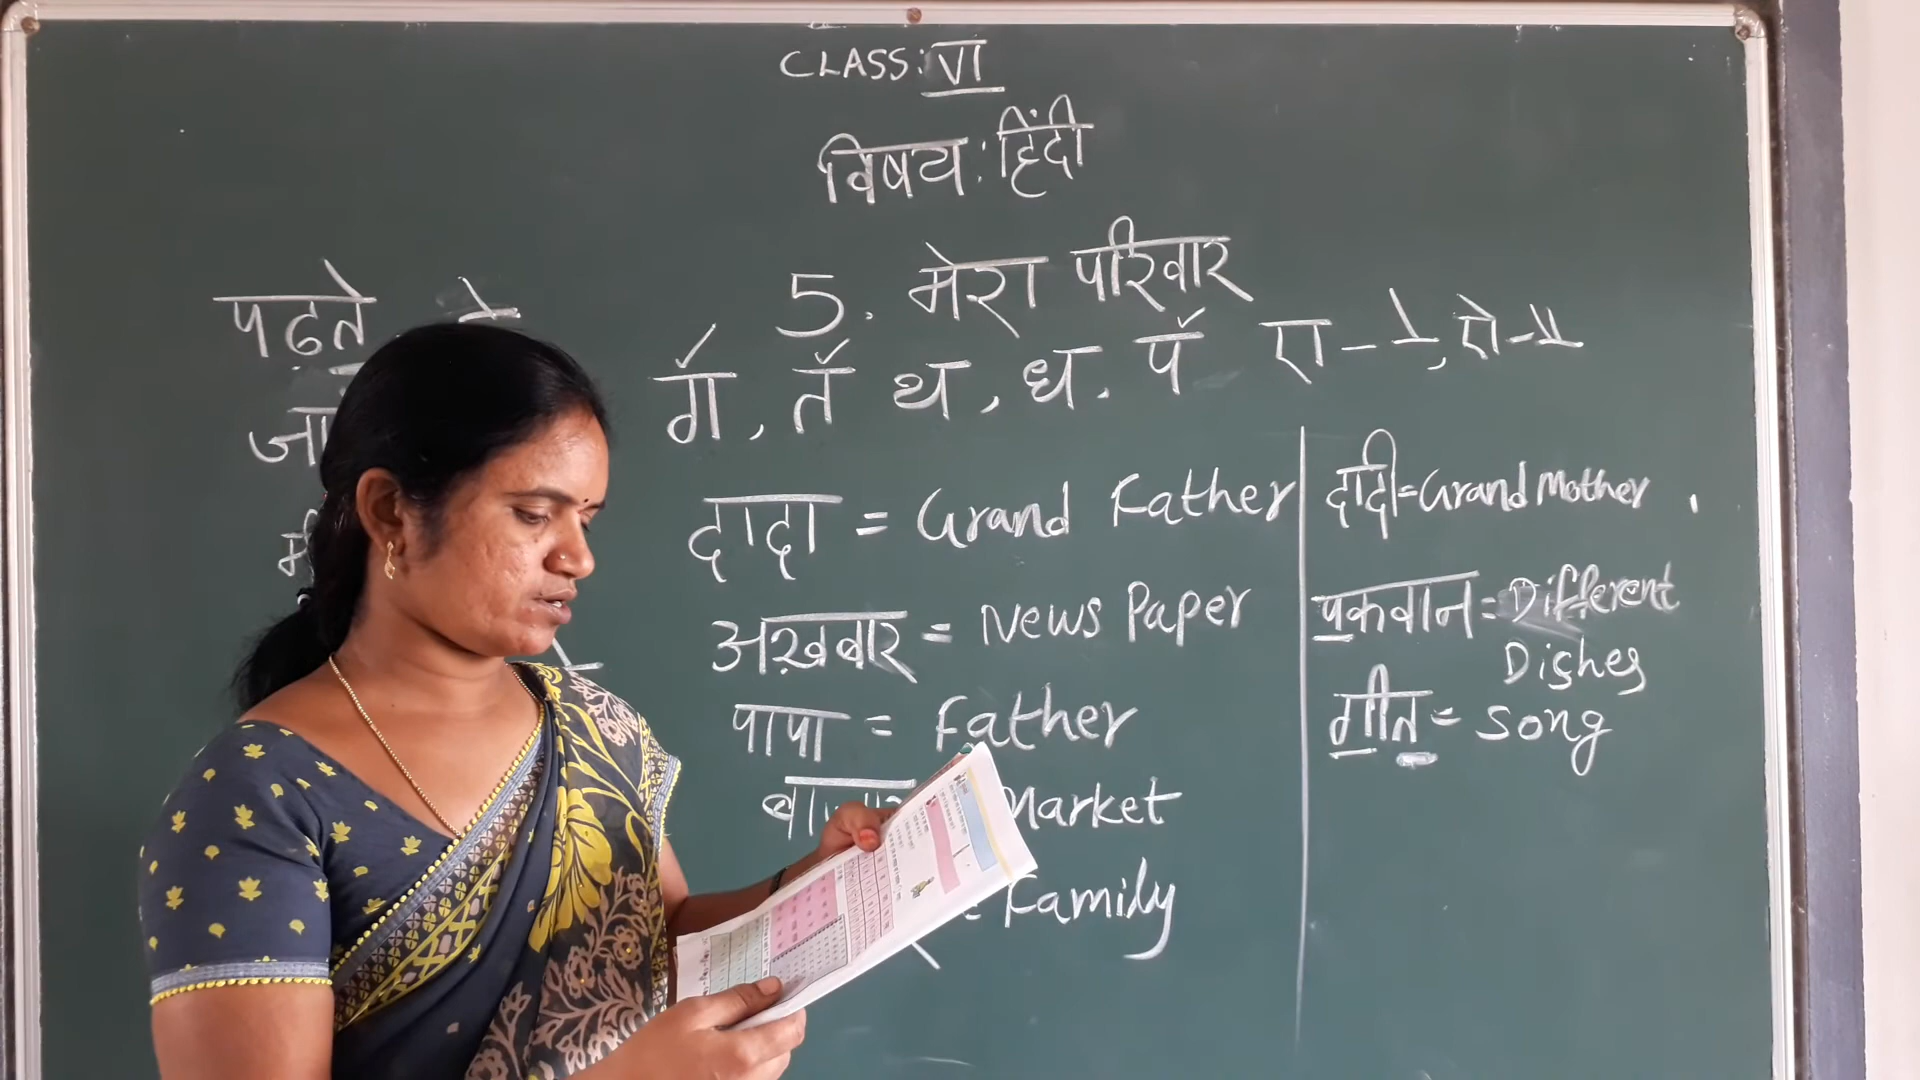 CLASS: VI
विषय: हिंदी
5. मेरा परिवार
पढ़ते
ग, त, थ, ध, प ए - े, ऐ - ै
दादा = Grand Father
दादी = Grand Mother
अख़बार = News Paper
पकवान = Different
Dishes
पापा = Father
गीत = Song
Market
Family